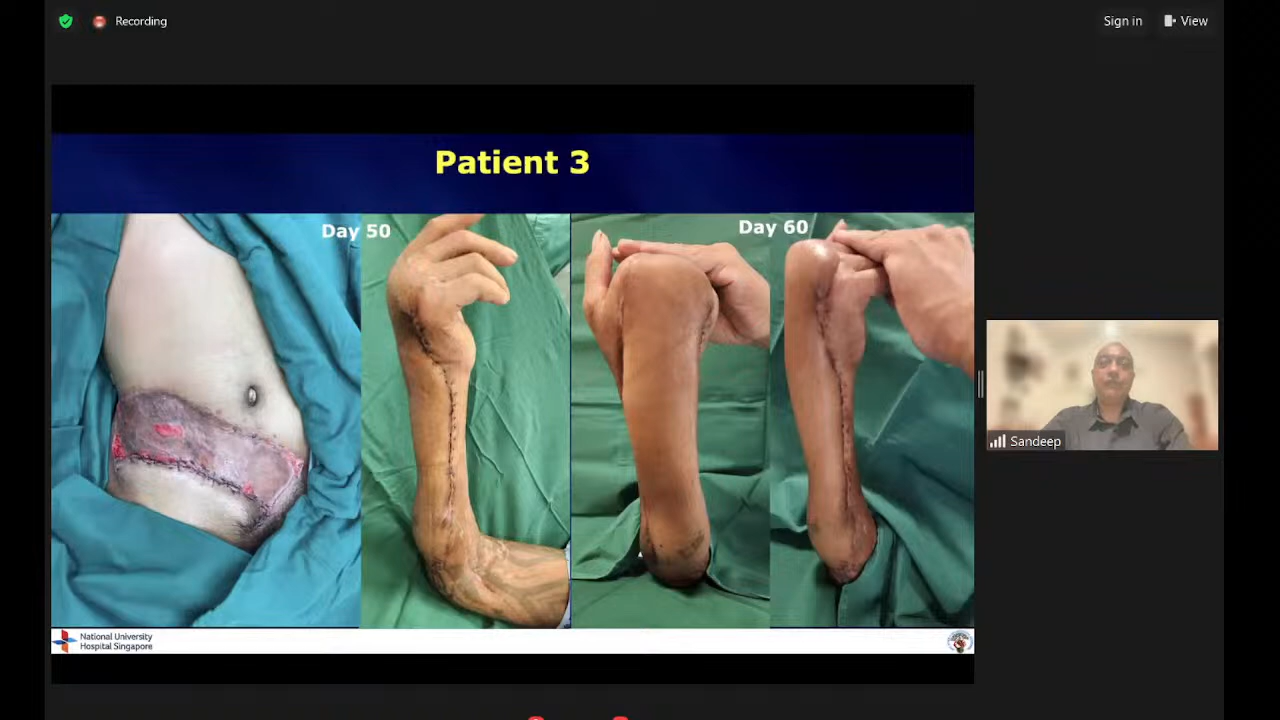 Recording
Sign in
View
Patient 3
Day 50
Day 60
Sandeep
National University
Hospital Singapore